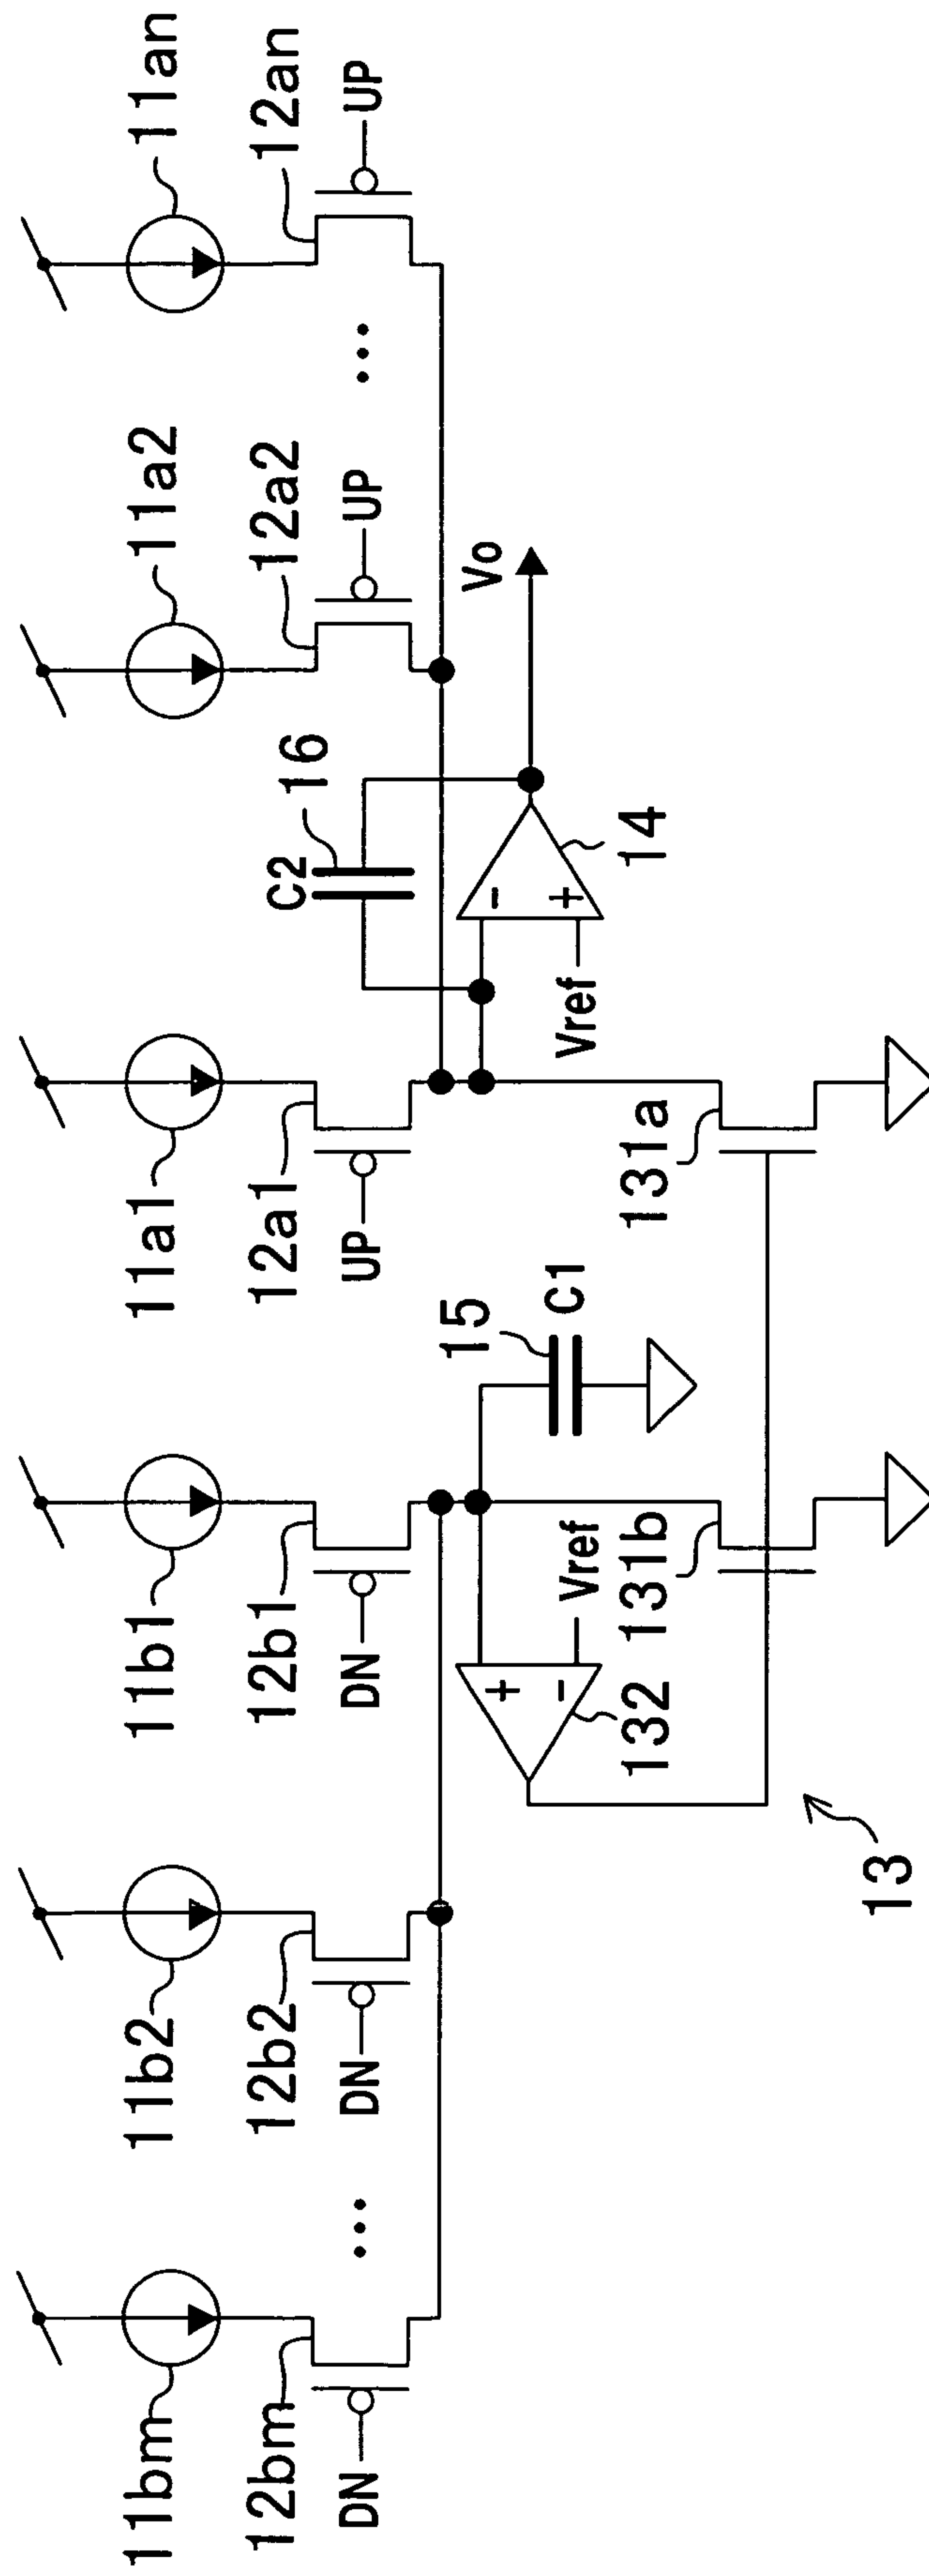 11bm
11b2
11b1
11a1
11a2
11an
12bm
12b2
12b1
12a1
12a2
12an
DN
...
DN
DN
UP
UP
...
UP
C2
16
15
C1
Vo
+
-
-
+
Vref
Vref
132
131b
131a
14
13